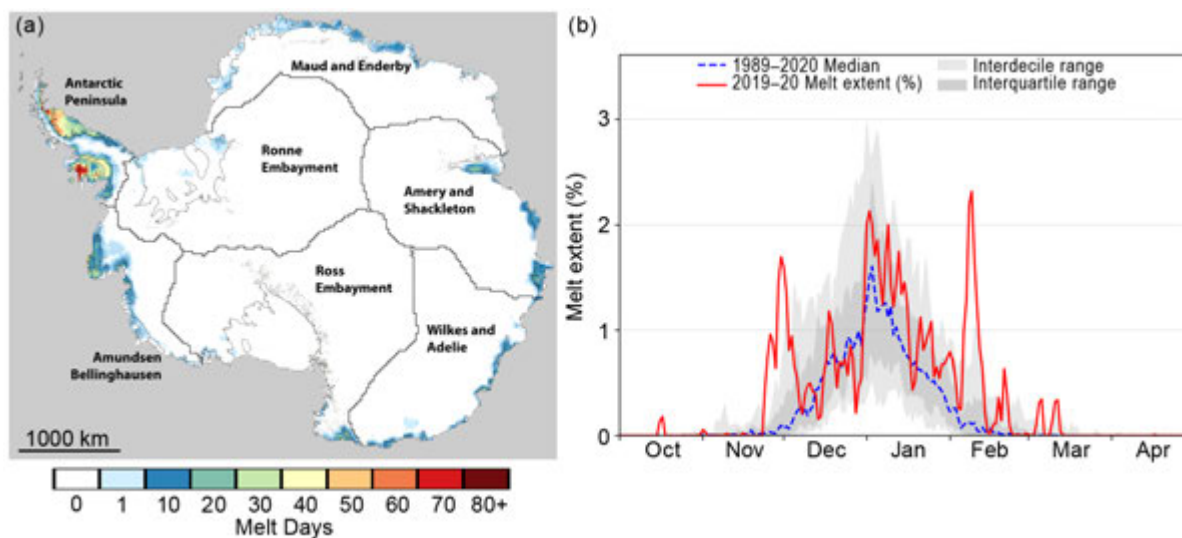 (a)
Maud and Enderby
Antarctic
Peninsula
Ronne
Embayment
Amery and
Shackleton
Ross
Embayment
Wilkes and
Adelie
Amundsen
Bellinghausen
1000 km
0 1 10 20 30 40 50 60 70 80+
Melt Days
(b)
1989–2020 Median
2019–20 Melt extent (%)
Interdecile range
Interquartile range
Melt extent (%)
3
2
1
0
Oct Nov Dec Jan Feb Mar Apr